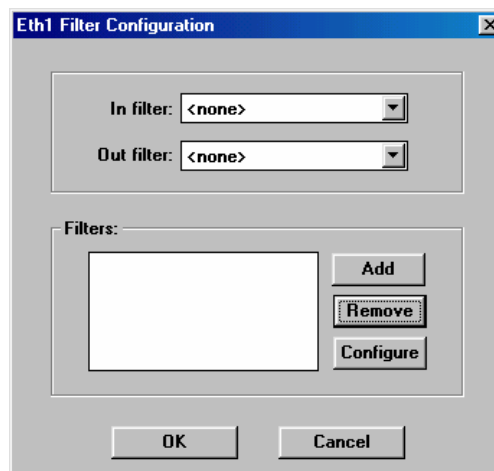 Eth1 Filter Configuration
In filter: <none>
Out filter: <none>
Filters:
Add
Remove
Configure
OK Cancel